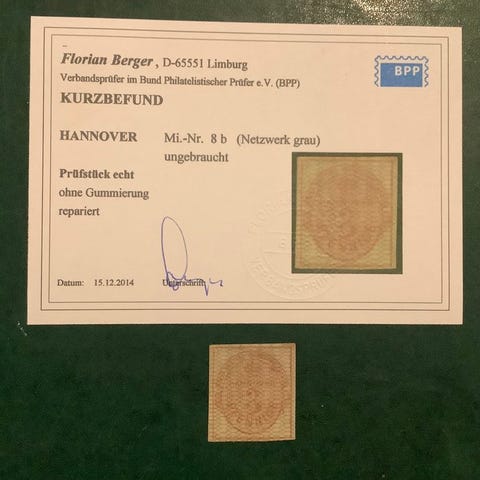 Florian Berger , D-65551 Limburg
Verbandsprüfer im Bund Philatelistischer Prüfer e.V. (BPP)
BPP
KURZBEFUND
HANNOVER Mi.-Nr. 8 b (Netzwerk grau)
ungebraucht
Prüfstück echt
ohne Gummierung
repariert
Datum: 15.12.2014 Unterschrift: